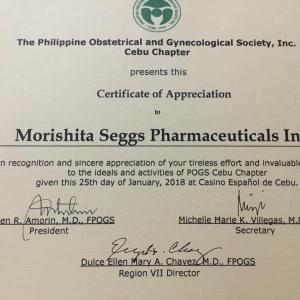 The Philippine Obstetrical and Gynecological Society, Inc.
Cebu Chapter
presents this
Certificate of Appreciation
to
Morishita Seggs Pharmaceuticals In
n recognition and sincere appreciation of your tireless effort and invaluable
to the ideals and activities of POGS Cebu Chapter
given this 25th day of January, 2018 at Casino Español de Cebu.
en R. Amorin, M.D., FPOGS
President
Michelle Marie K. Villegas, M.D
Secretary
Dulce Ellen Mary A. Chavez, M.D., FPOGS
Region VII Director